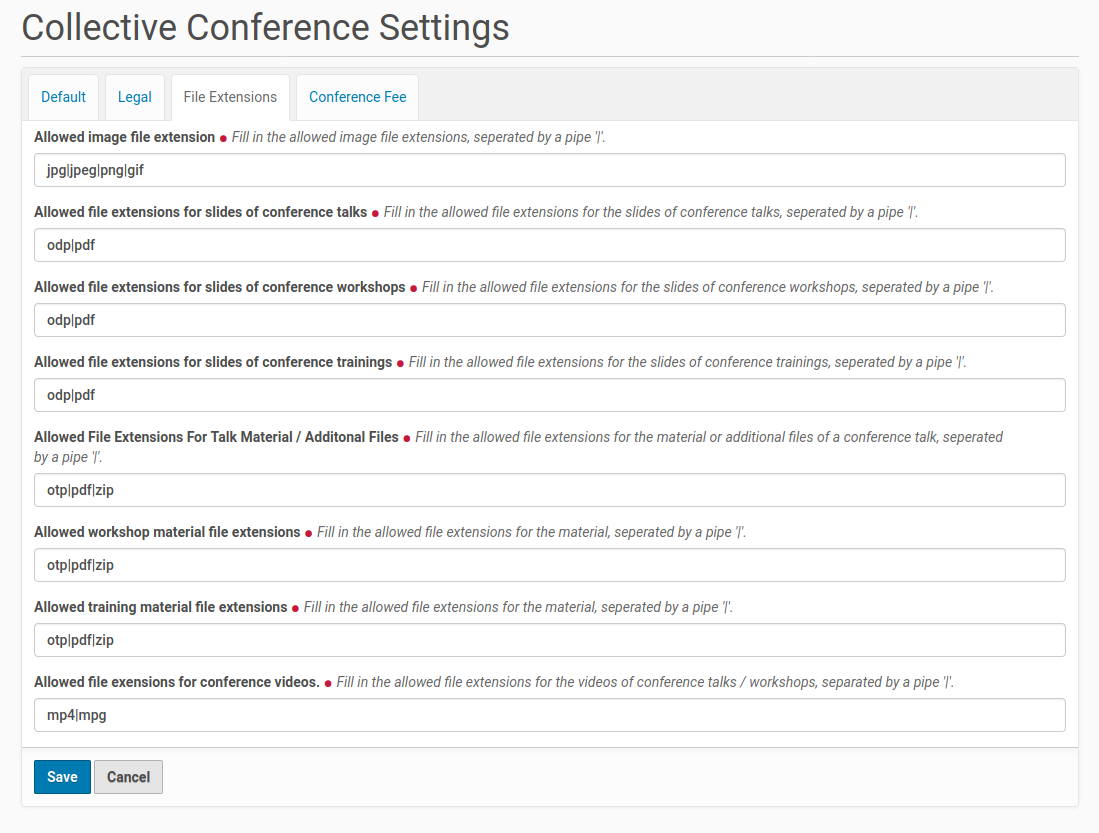 Collective Conference Settings
Default Legal File Extensions Conference Fee
Allowed image file extension ● Fill in the allowed image file extensions, seperated by a pipe '|'.
jpg|jpeg|png|gif
Allowed file extensions for slides of conference talks ● Fill in the allowed file extensions for the slides of conference talks, seperated by a pipe '|'.
odp|pdf
Allowed file extensions for slides of conference workshops ● Fill in the allowed file extensions for the slides of conference workshops, seperated by a pipe '|'.
odp|pdf
Allowed file extensions for slides of conference trainings ● Fill in the allowed file extensions for the slides of conference trainings, seperated by a pipe '|'.
odp|pdf
Allowed File Extensions For Talk Material / Additonal Files ● Fill in the allowed file extensions for the material or additional files of a conference talk, seperated
by a pipe '|'.
otp|pdf|zip
Allowed workshop material file extensions ● Fill in the allowed file extensions for the material, seperated by a pipe '|'.
otp|pdf|zip
Allowed training material file extensions ● Fill in the allowed file extensions for the material, seperated by a pipe '|'.
otp|pdf|zip
Allowed file exensions for conference videos. ● Fill in the allowed file extensions for the videos of conference talks / workshops, separated by a pipe '|'.
mp4|mpg
Save Cancel